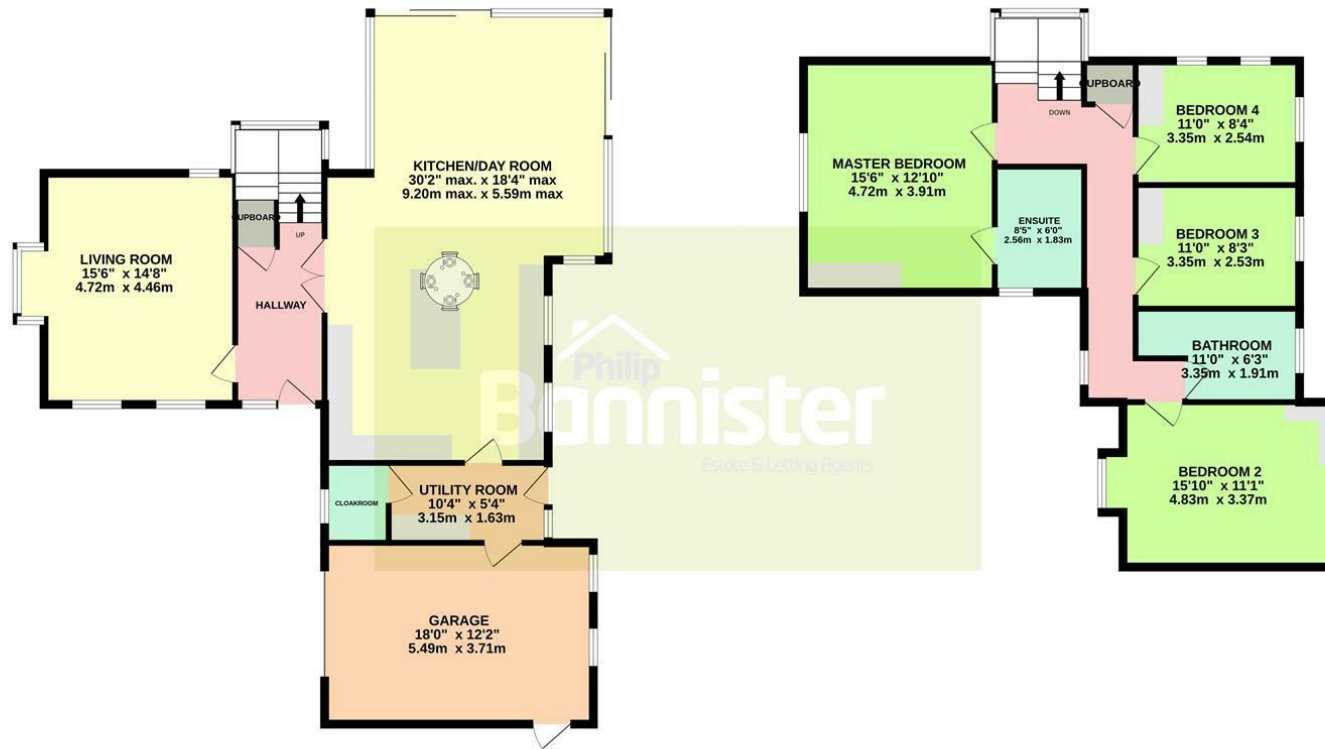 KITCHEN/DAY ROOM
30'2" max. x 18'4" max
9.20m max. x 5.59m max
CUPBOARD
UP
LIVING ROOM
15'6" x 14'8"
4.72m x 4.46m
HALLWAY
UTILITY ROOM
10'4" x 5'4"
3.15m x 1.63m
CLOAKROOM
GARAGE
18'0" x 12'2"
5.49m x 3.71m
Philip
Bannister
Estate & Letting Agents
CUPBOARD
DOWN
MASTER BEDROOM
15'6" x 12'10"
4.72m x 3.91m
BEDROOM 4
11'0" x 8'4"
3.35m x 2.54m
ENSUITE
8'5" x 6'0"
2.56m x 1.83m
BEDROOM 3
11'0" x 8'3"
3.35m x 2.53m
BATHROOM
11'0" x 6'3"
3.35m x 1.91m
BEDROOM 2
15'10" x 11'1"
4.83m x 3.37m